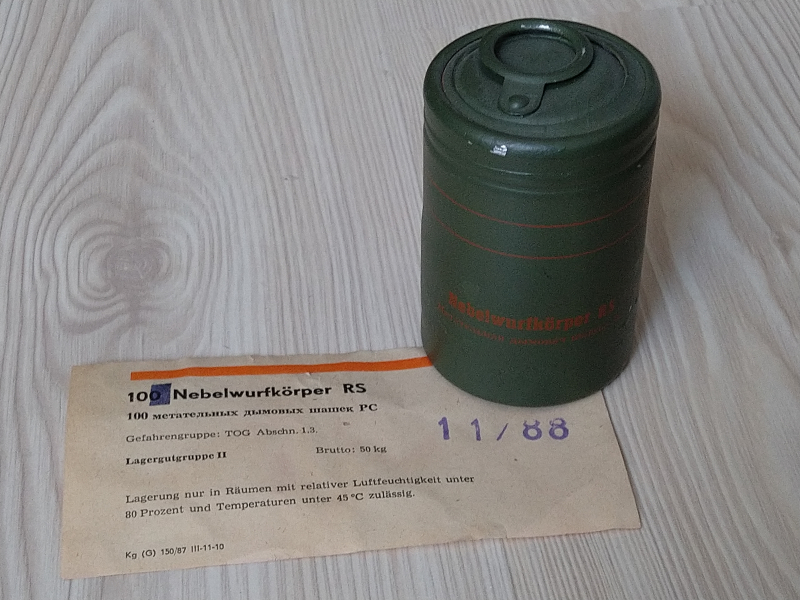 Nebelwurfkörper RS
100 Nebelwurfkörper RS
100 метательных дымовых шашек РС
Gefahrengruppe: TOG Abschn. 1.3.
Lagergutgruppe II Brutto: 50 kg
11/88
Lagerung nur in Räumen mit relativer Luftfeuchtigkeit unter
80 Prozent und Temperaturen unter 45 °C zulässig.
Kg (G) 150/87 III-11-10